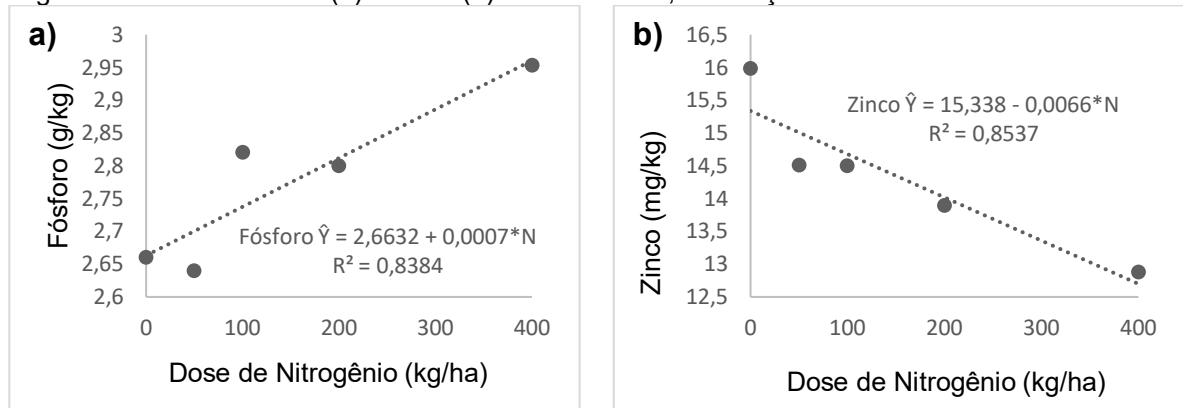 a)
3
2,95
2,9
2,85
2,8
2,75
2,7
2,65
2,6
Fósforo (g/kg)
Fósforo Ŷ = 2,6632 + 0,0007*N
R² = 0,8384
0 100 200 300 400
Dose de Nitrogênio (kg/ha)
b)
16,5
16
15,5
15
14,5
14
13,5
13
12,5
Zinco (mg/kg)
Zinco Ŷ = 15,338 - 0,0066*N
R² = 0,8537
0 100 200 300 400
Dose de Nitrogênio (kg/ha)